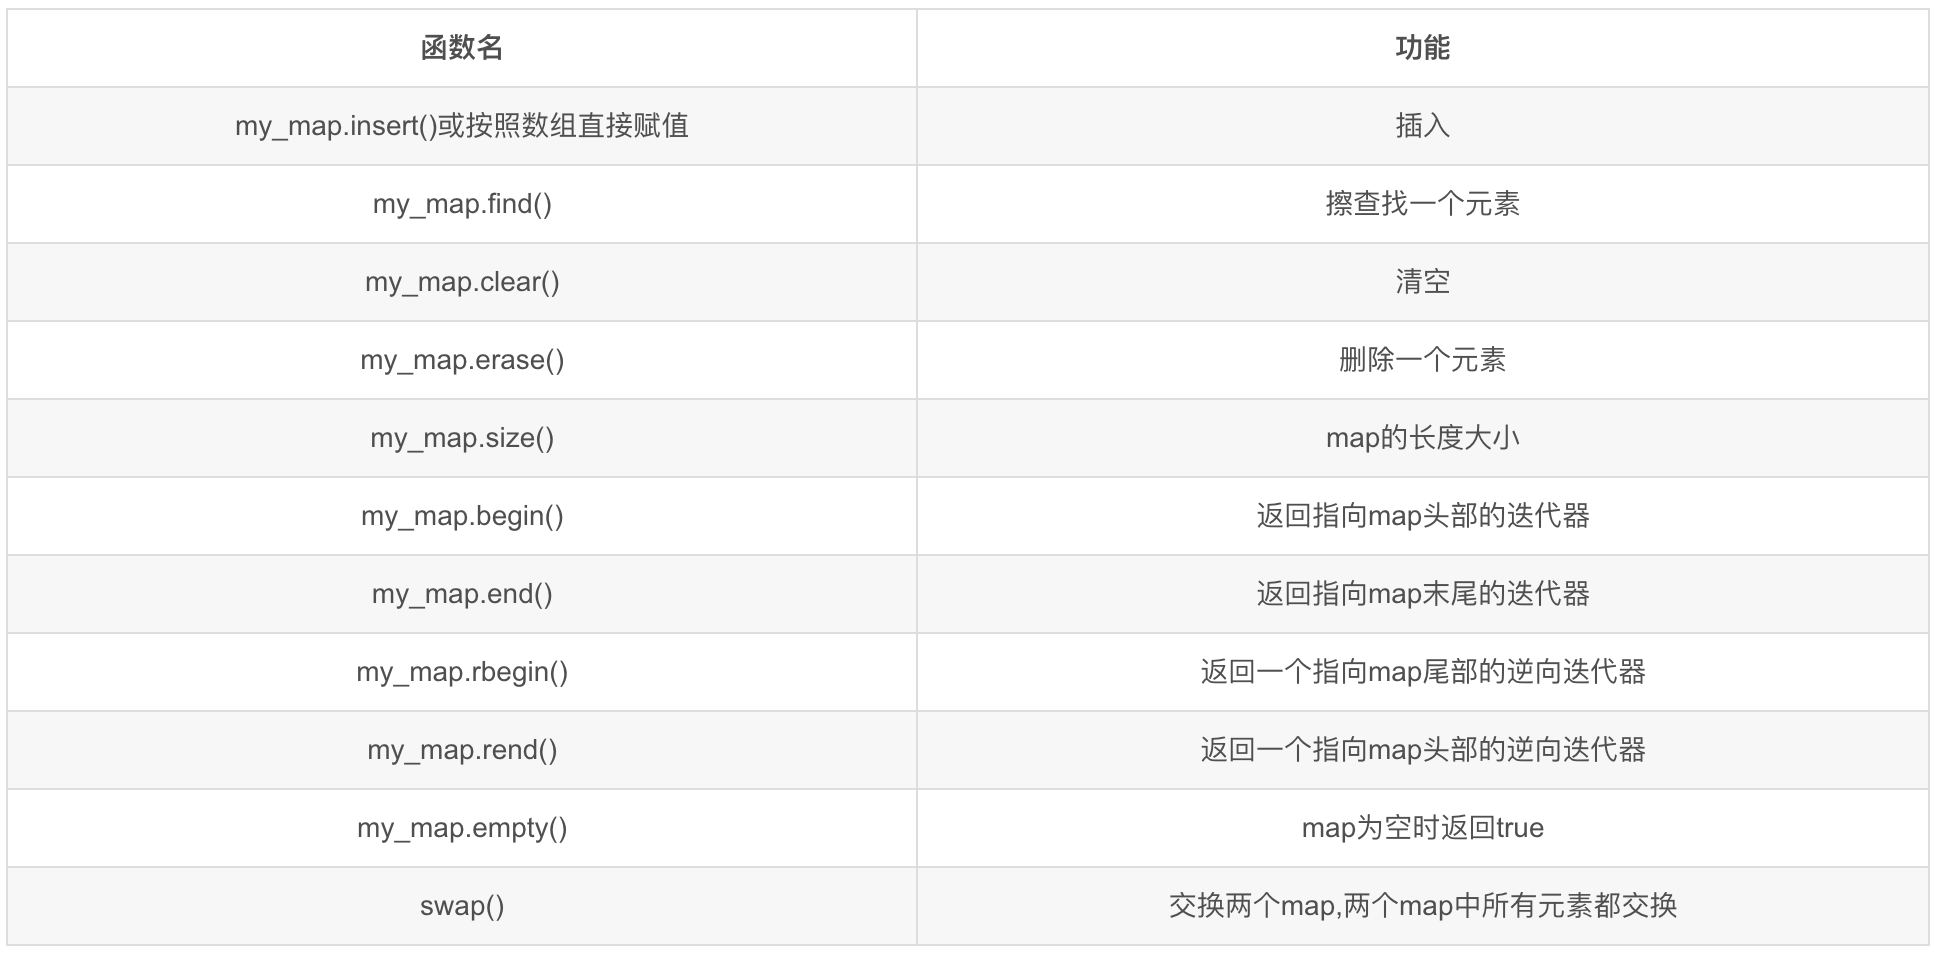 函数名 功能
my_map.insert()或按照数组直接赋值 插入
my_map.find() 擦查找一个元素
my_map.clear() 清空
my_map.erase() 删除一个元素
my_map.size() map的长度大小
my_map.begin() 返回指向map头部的迭代器
my_map.end() 返回指向map末尾的迭代器
my_map.rbegin() 返回一个指向map尾部的逆向迭代器
my_map.rend() 返回一个指向map头部的逆向迭代器
my_map.empty() map为空时返回true
swap() 交换两个map,两个map中所有元素都交换